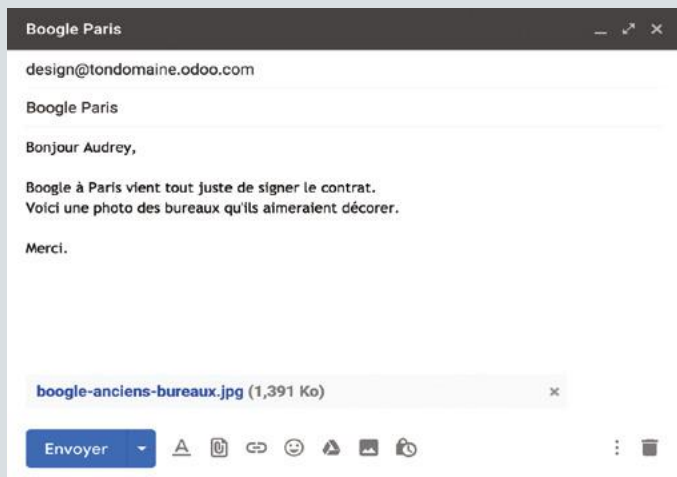 Boogle Paris
design@tondomaine.odoo.com
Boogle Paris
Bonjour Audrey,
Boogle à Paris vient tout juste de signer le contrat.
Voici une photo des bureaux qu'ils aimeraient décorer.
Merci.
boogle-anciens-bureaux.jpg (1,391 Ko)
Envoyer